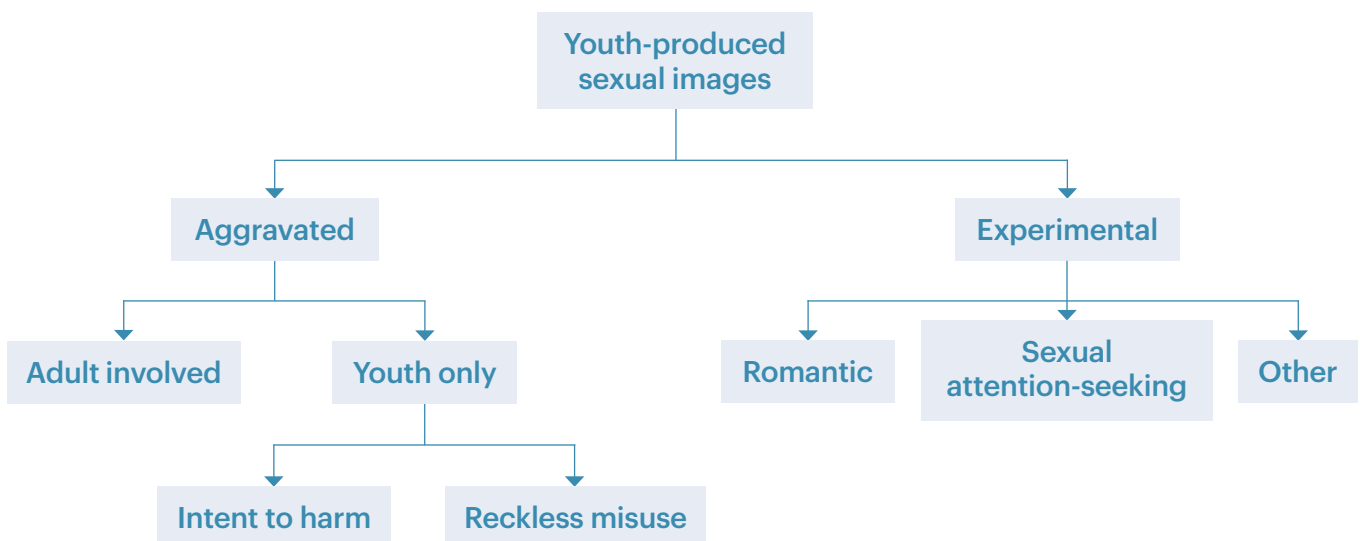 Youth-produced
sexual images
Aggravated
Experimental
Adult involved
Youth only
Romantic
Sexual
attention-seeking
Other
Intent to harm
Reckless misuse